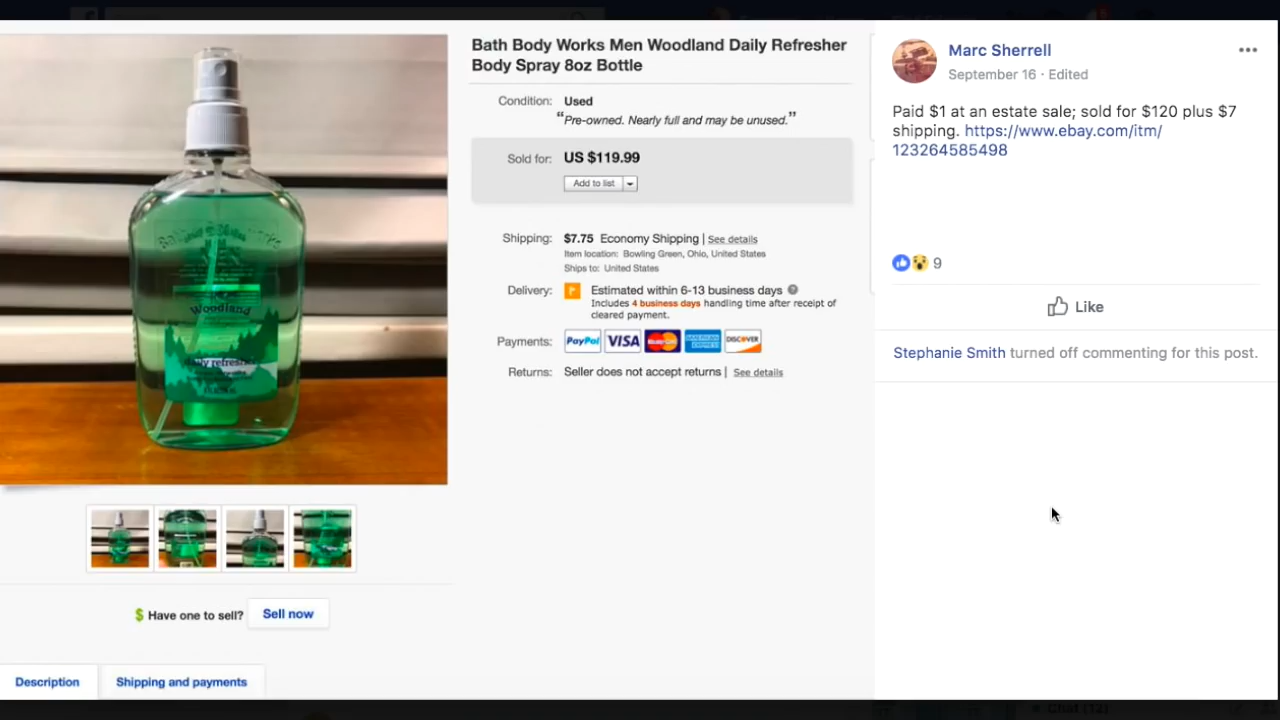 Bath Body Works Men Woodland Daily Refresher
Body Spray 8oz Bottle
Condition: Used
“Pre-owned. Nearly full and may be unused.”
Sold for: US $119.99
Add to list
Shipping: $7.75 Economy Shipping | See details
Item location: Bowling Green, Ohio, United States
Ships to: United States
Delivery: Estimated within 6-13 business days
Includes 4 business days handling time after receipt of
cleared payment.
Payments: PayPal VISA MasterCard AMERICAN EXPRESS DISCOVER
Returns: Seller does not accept returns | See details
Woodland
$ Have one to sell? Sell now
Description Shipping and payments
Marc Sherrell
September 16 · Edited
Paid $1 at an estate sale; sold for $120 plus $7
shipping. https://www.ebay.com/itm/
123264585498
9
Like
Stephanie Smith turned off commenting for this post.
Chat (12)